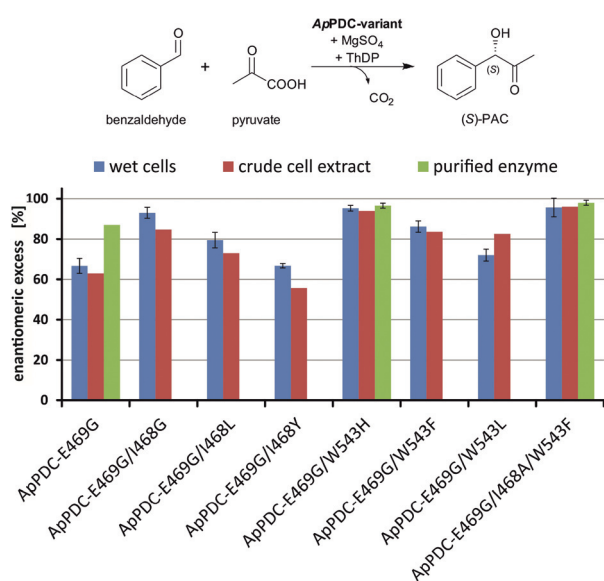 OH
O
ApPDC-variant
+ MgSO4
+ ThDP
O
+
COOH
(S)
O
CO2
benzaldehyde
pyruvate
(S)-PAC
wet cells
crude cell extract
purified enzyme
enantiomeric excess [%]
100
80
60
40
20
0
ApPDC-E469G
ApPDC-E469G/I468G
ApPDC-E469G/I468L
ApPDC-E469G/I468Y
ApPDC-E469G/W543H
ApPDC-E469G/W543F
ApPDC-E469G/W543L
ApPDC-E469G/I468A/W543F